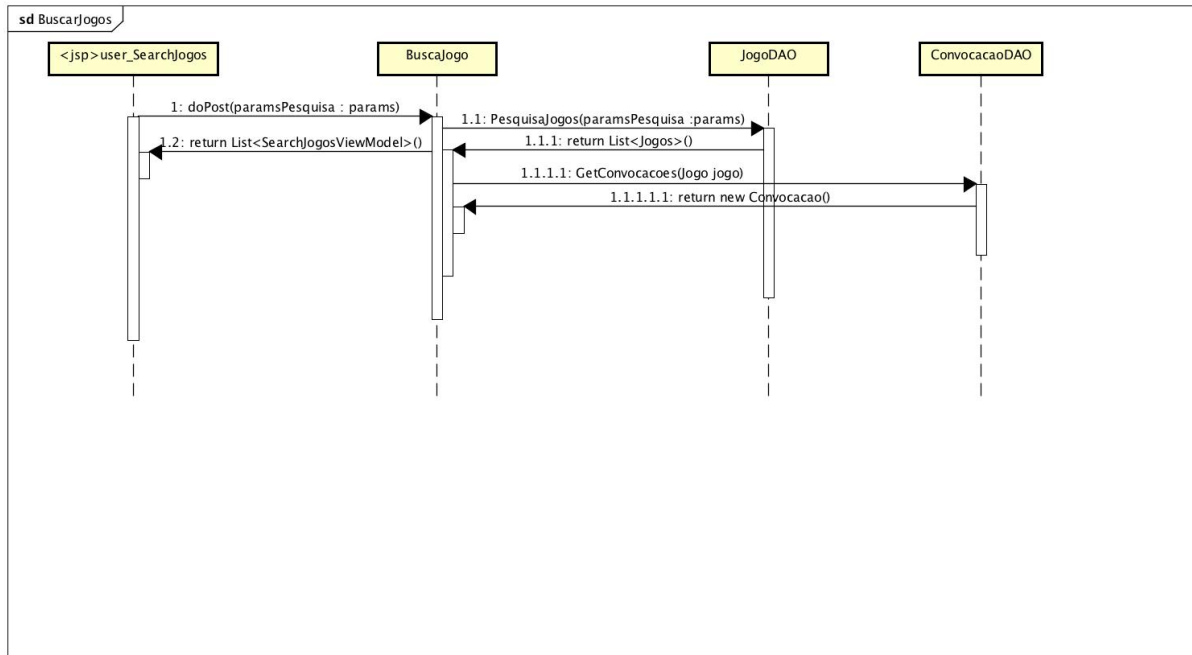 sd BuscarJogos
<jsp>user_SearchJogos
BuscaJogo
JogoDAO
ConvocacaoDAO
1: doPost(paramsPesquisa : params)
1.1: PesquisaJogos(paramsPesquisa :params)
1.2: return List<SearchJogosViewModel>()
1.1.1: return List<Jogos>()
1.1.1.1: GetConvocacoes(Jogo jogo)
1.1.1.1.1: return new Convocacao()